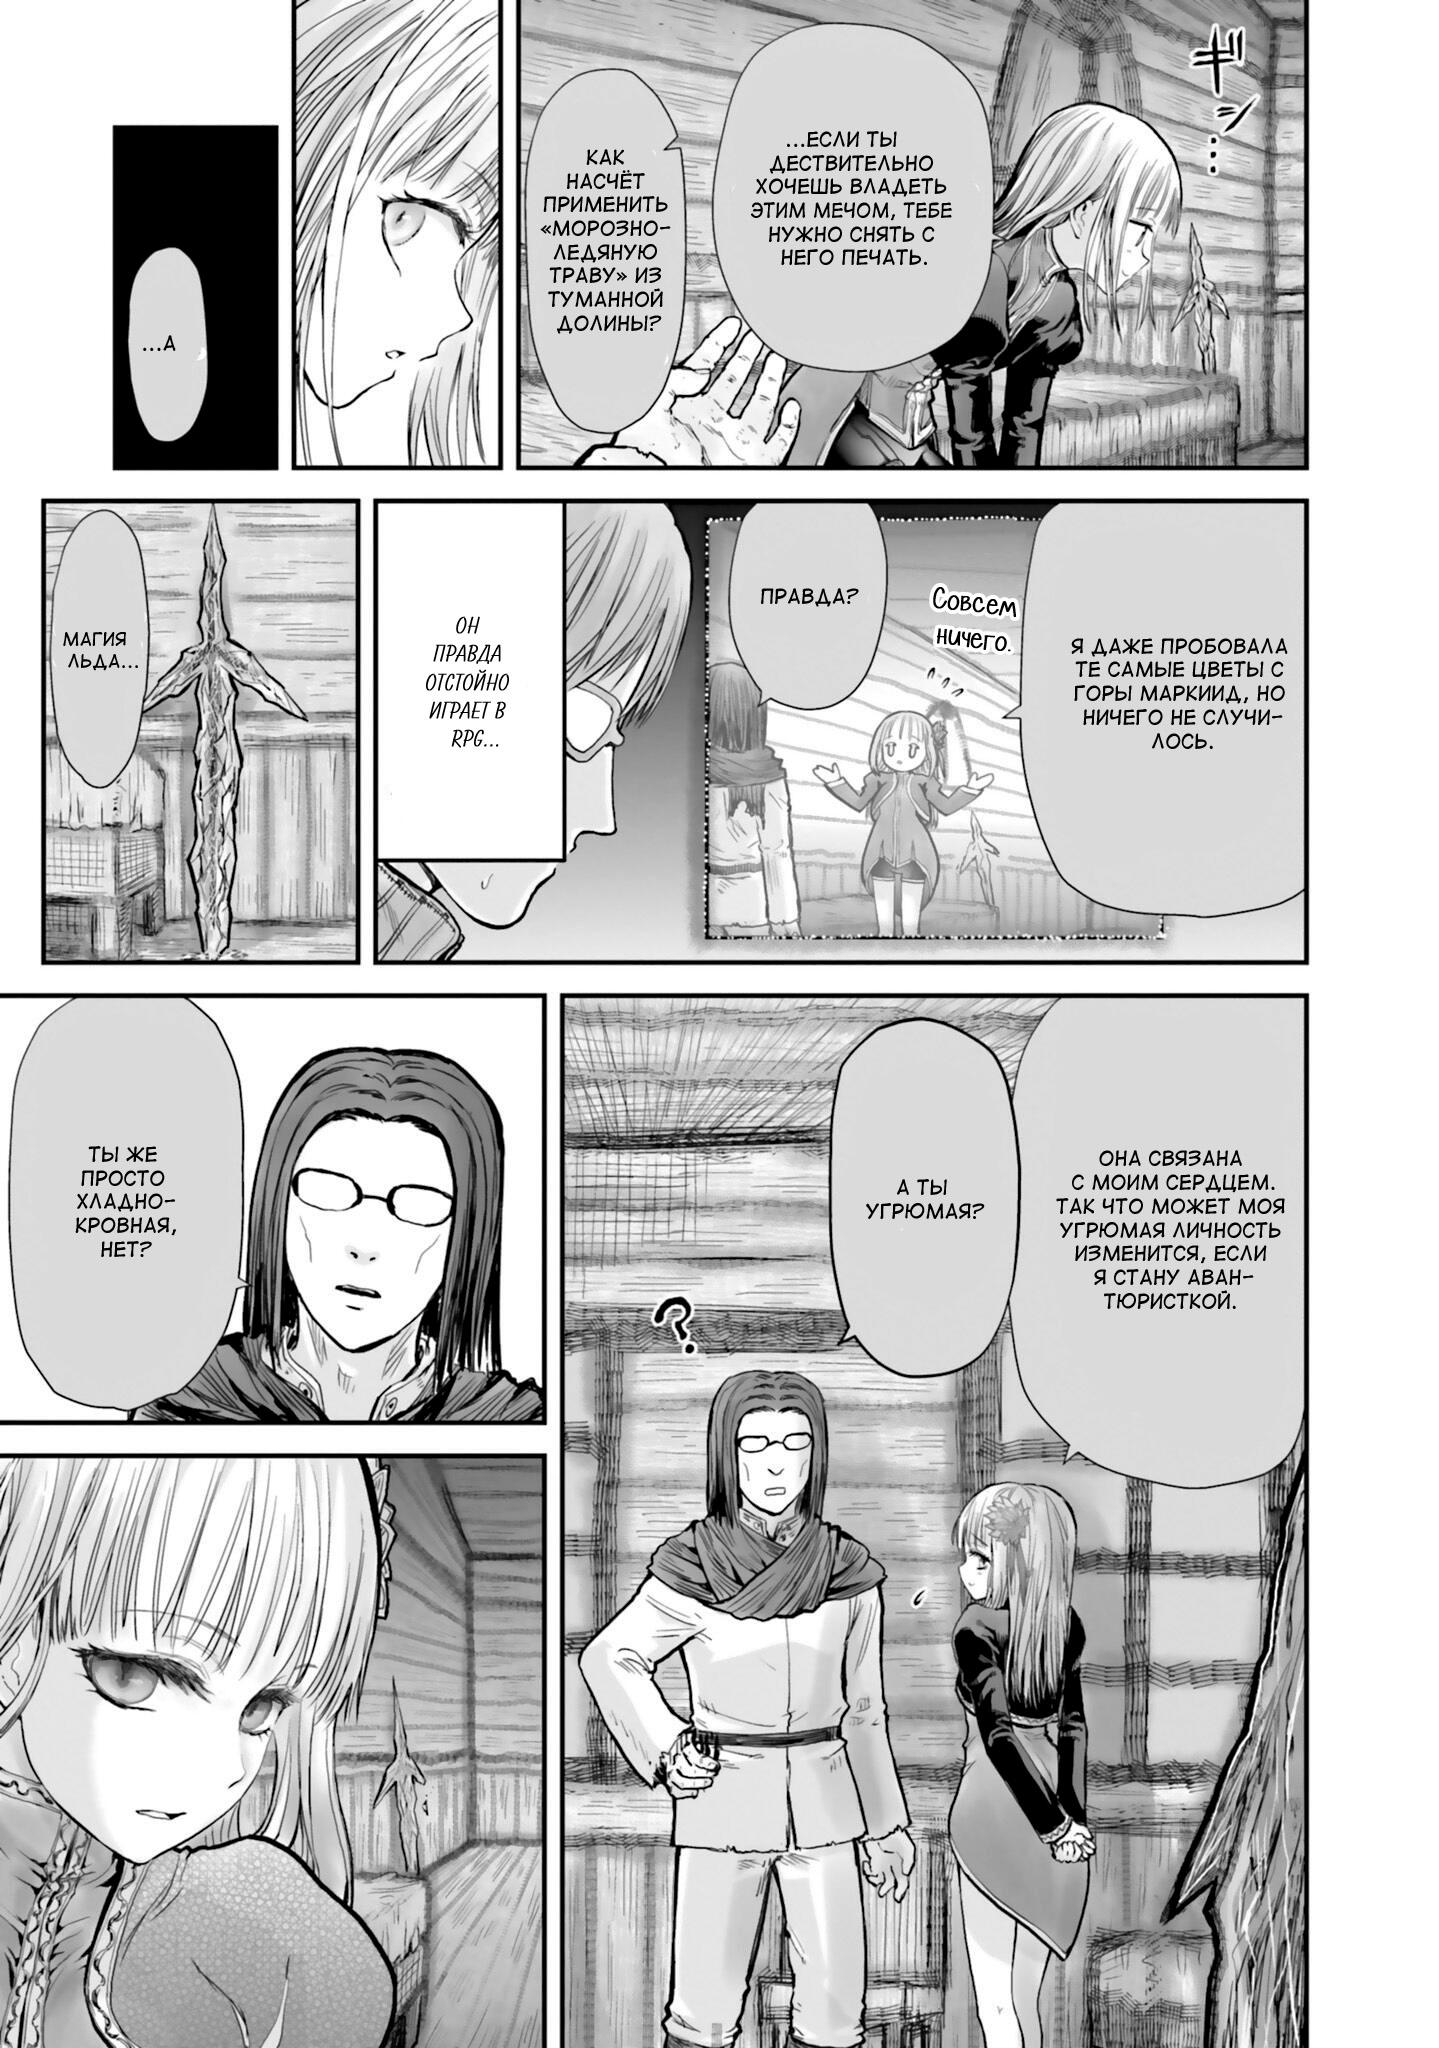 ギシ…
...ЕСЛИ ТЫ
ДЕСТВИТЕЛЬНО
ХОЧЕШЬ ВЛАДЕТЬ
ЭТИМ МЕЧОМ, ТЕБЕ
НУЖНО СНЯТЬ С
НЕГО ПЕЧАТЬ.
КАК
НАСЧЁТ
ПРИМЕНИТЬ
«МОРОЗНО-
ЛЕДЯНУЮ
ТРАВУ» ИЗ
ТУМАННОЙ
ДОЛИНЫ?
...А
Я ДАЖЕ ПРОБОВАЛА
ТЕ САМЫЕ ЦВЕТЫ С
ГОРЫ МАРКИИД, НО
НИЧЕГО НЕ СЛУЧИ-
ЛОСЬ.
Совсем
ничего.
ПРАВДА?
ОН
ПРАВДА
ОТСТОЙНО
ИГРАЕТ В
RPG...
МАГИЯ
ЛЬДА...
ОНА СВЯЗАНА
С МОИМ СЕРДЦЕМ.
ТАК ЧТО МОЖЕТ МОЯ
УГРЮМАЯ ЛИЧНОСТЬ
ИЗМЕНИТСЯ, ЕСЛИ
Я СТАНУ АВАН-
ТЮРИСТКОЙ.
А ТЫ
УГРЮМАЯ?
?
ТЫ ЖЕ
ПРОСТО
ХЛАДНО-
КРОВНАЯ,
НЕТ?